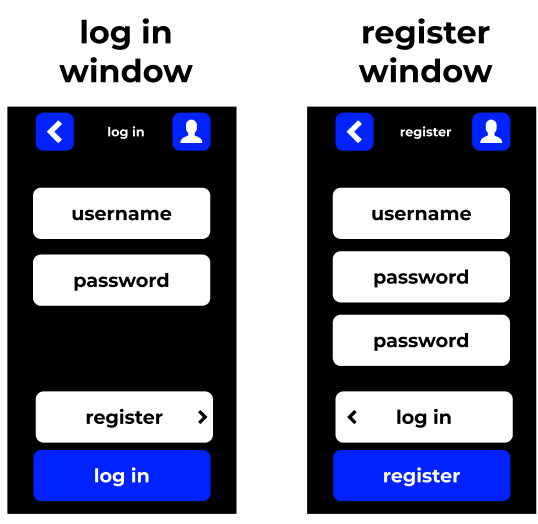 log in
window
log in
username
password
register
log in
register
window
register
username
password
password
log in
register